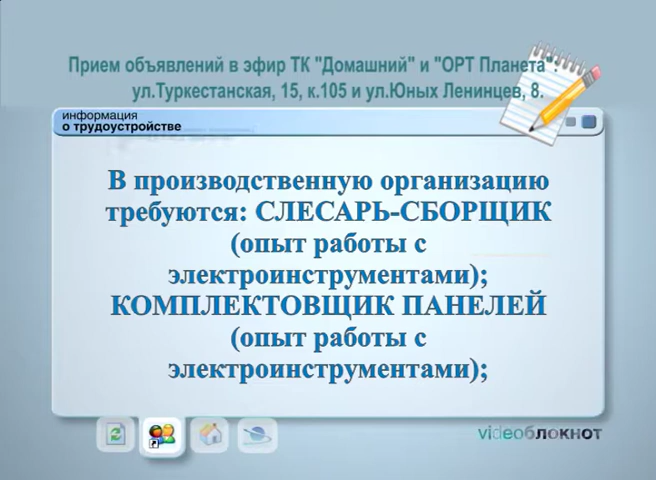 Прием объявлений в эфир ТК "Домашний" и "ОРТ Планета":
ул.Туркестанская, 15, к.105 и ул.Юных Ленинцев, 8.
информация
о трудоустройстве
В производственную организацию
требуются: СЛЕСАРЬ-СБОРЩИК
(опыт работы с
электроинструментами);
КОМПЛЕКТОВЩИК ПАНЕЛЕЙ
(опыт работы с
электроинструментами);
videoблокнот